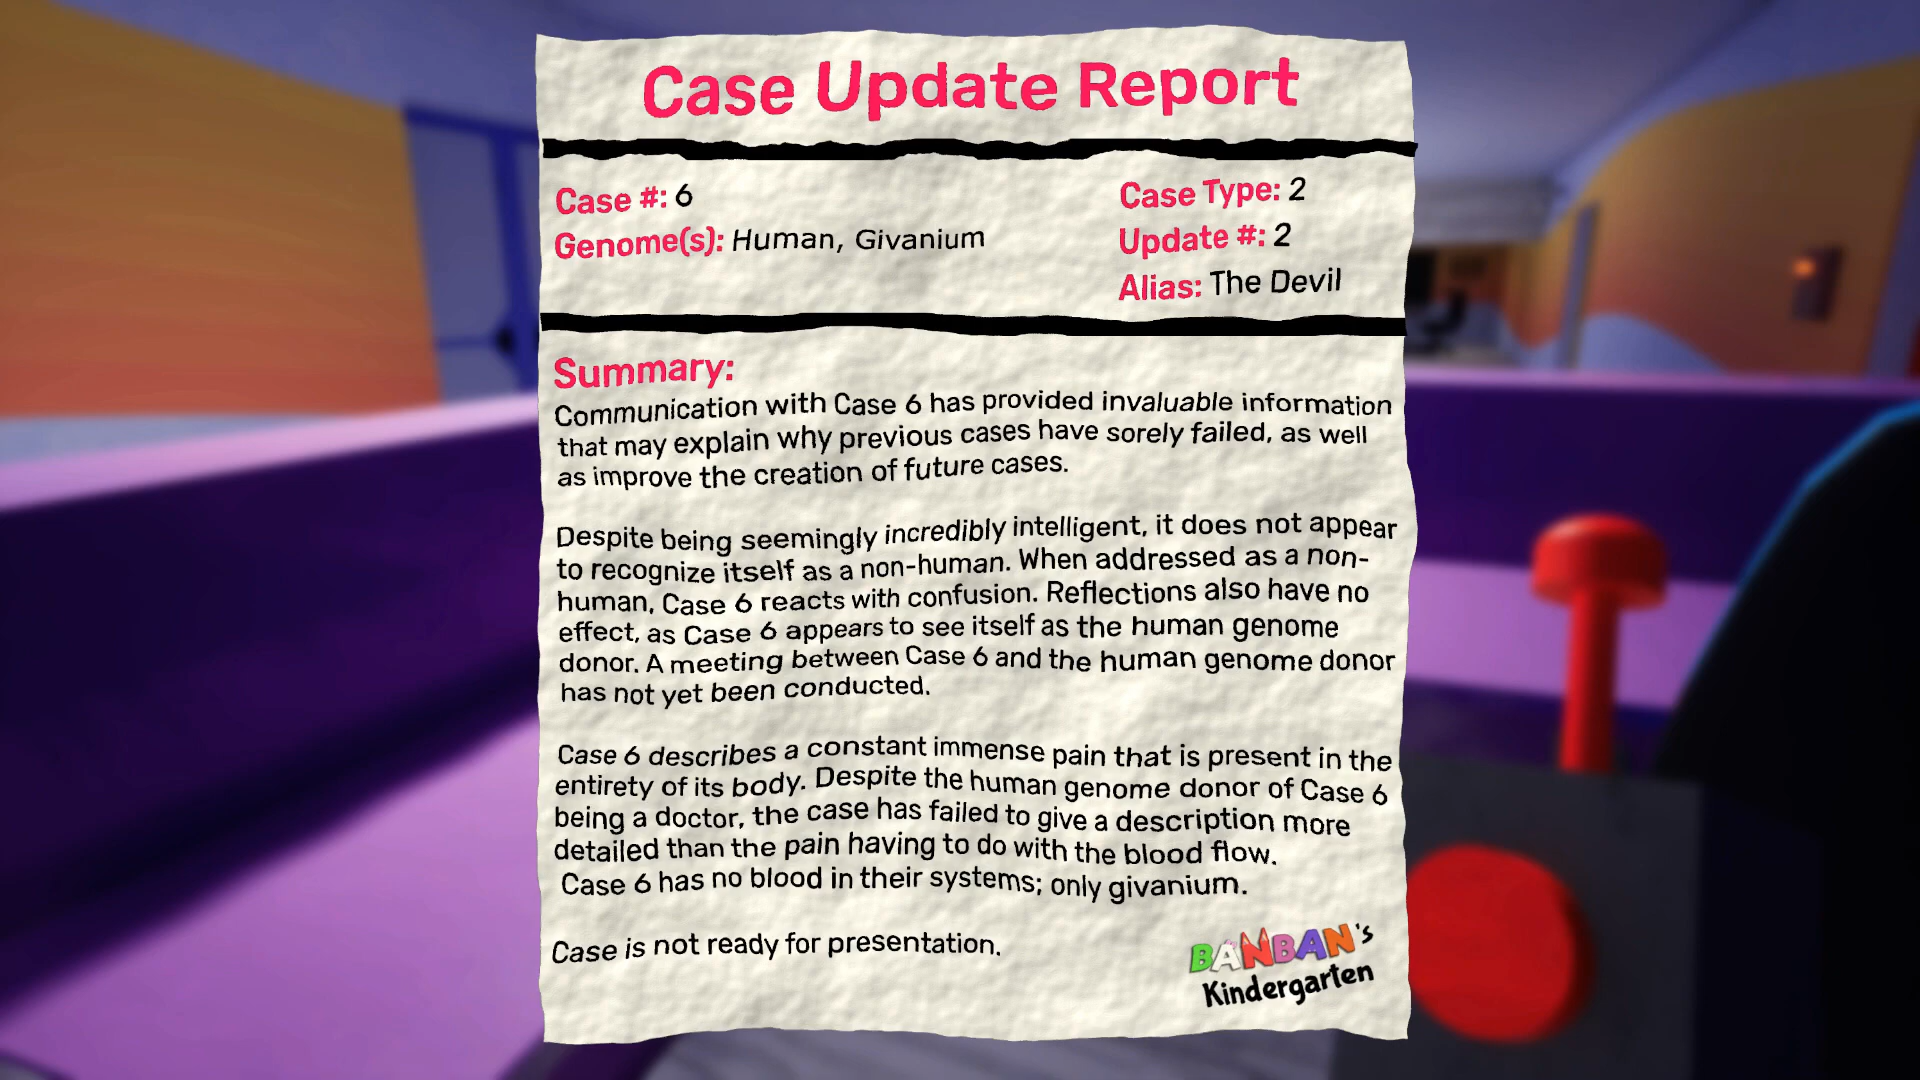 Case Update Report
Case #: 6
Case Type: 2
Genome(s): Human, Givanium
Update #: 2
Alias: The Devil
Summary:
Communication with Case 6 has provided invaluable information
that may explain why previous cases have sorely failed, as well
as improve the creation of future cases.
Despite being seemingly incredibly intelligent, it does not appear
to recognize itself as a non-human. When addressed as a non-
human, Case 6 reacts with confusion. Reflections also have no
effect, as Case 6 appears to see itself as the human genome
donor. A meeting between Case 6 and the human genome donor
has not yet been conducted.
Case 6 describes a constant immense pain that is present in the
entirety of its body. Despite the human genome donor of Case 6
being a doctor, the case has failed to give a description more
detailed than the pain having to do with the blood flow.
Case 6 has no blood in their systems; only givanium.
Case is not ready for presentation.
BANBAN's
Kindergarten